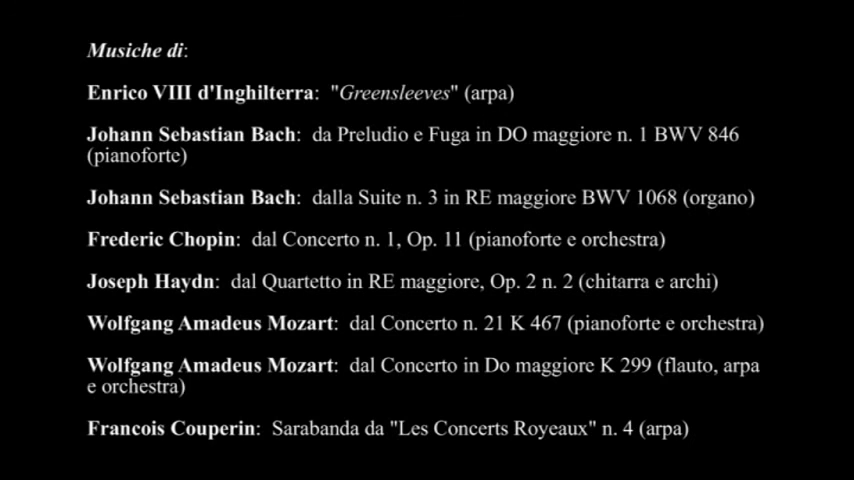 Musiche di:
Enrico VIII d'Inghilterra: "Greensleeves" (arpa)
Johann Sebastian Bach: da Preludio e Fuga in DO maggiore n. 1 BWV 846
(pianoforte)
Johann Sebastian Bach: dalla Suite n. 3 in RE maggiore BWV 1068 (organo)
Frederic Chopin: dal Concerto n. 1, Op. 11 (pianoforte e orchestra)
Joseph Haydn: dal Quartetto in RE maggiore, Op. 2 n. 2 (chitarra e archi)
Wolfgang Amadeus Mozart: dal Concerto n. 21 K 467 (pianoforte e orchestra)
Wolfgang Amadeus Mozart: dal Concerto in Do maggiore K 299 (flauto, arpa
e orchestra)
Francois Couperin: Sarabanda da "Les Concerts Royeaux" n. 4 (arpa)